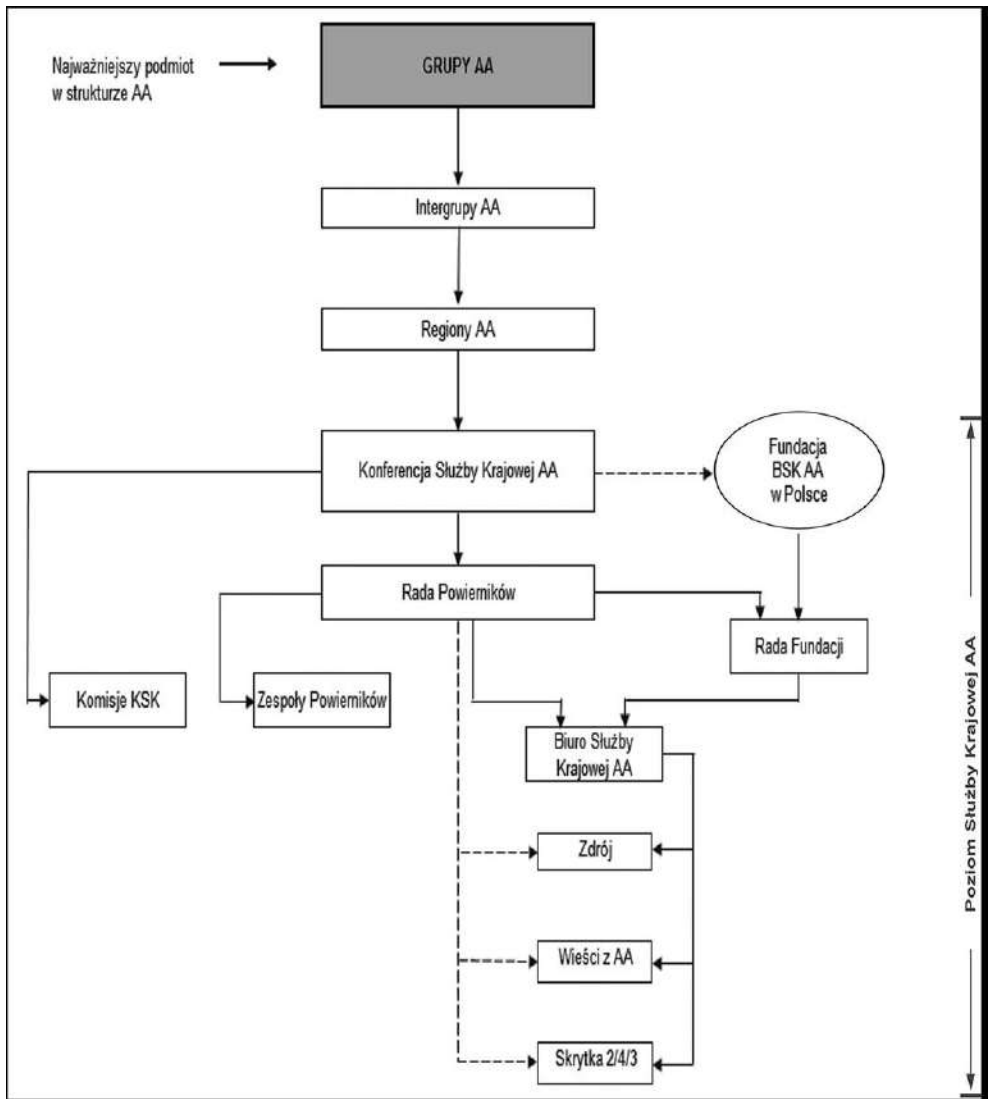 Najważniejszy podmiot
w strukturze AA
GRUPY AA
Intergrupy AA
Regiony AA
Konferencja Służby Krajowej AA
Fundacja
BSK AA
w Polsce
Rada Powierników
Rada Fundacji
Komisje KSK
Zespoły Powierników
Biuro Służby
Krajowej AA
Zdrój
Wieści z AA
Skrytka 2/4/3
Poziom Służby Krajowej AA